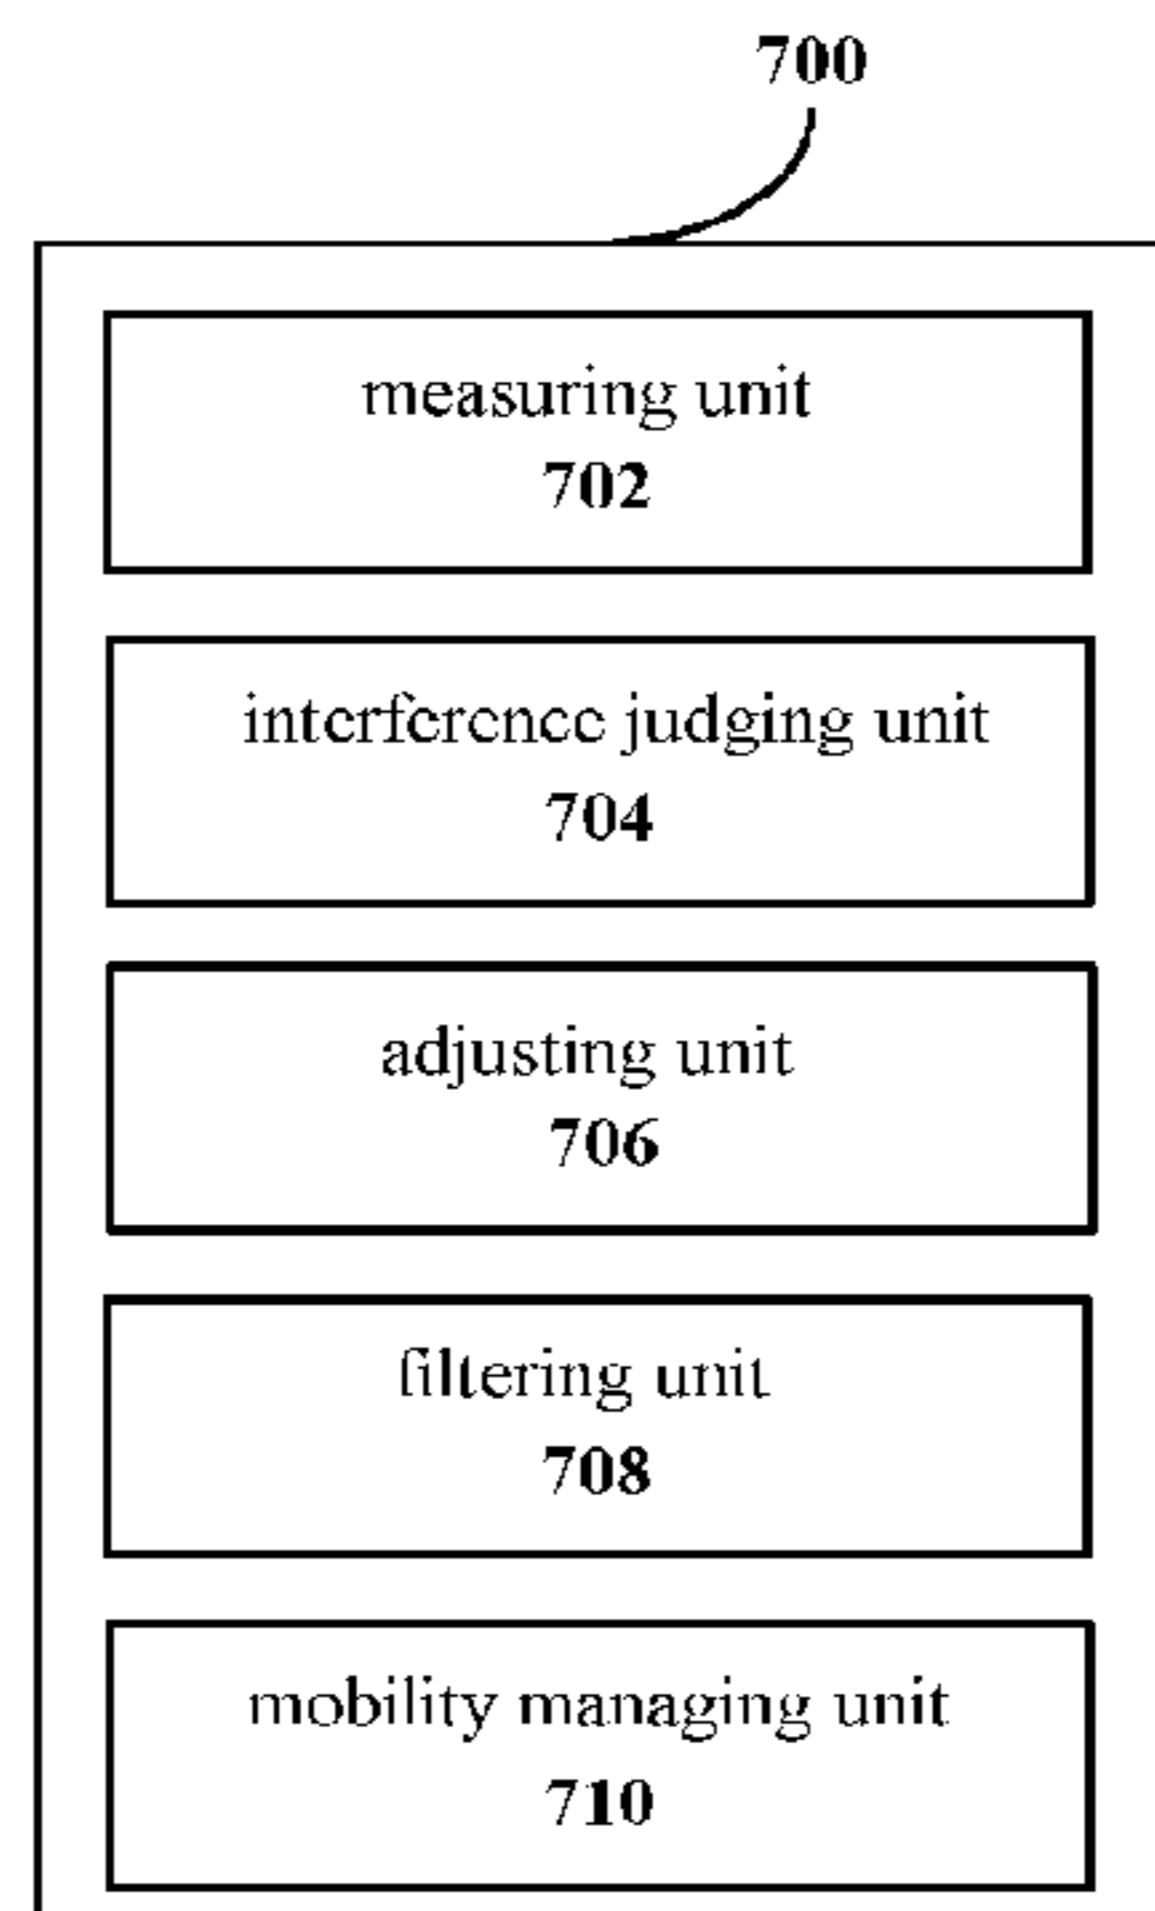 700
measuring unit
702
interference judging unit
704
adjusting unit
706
filtering unit
708
mobility managing unit
710